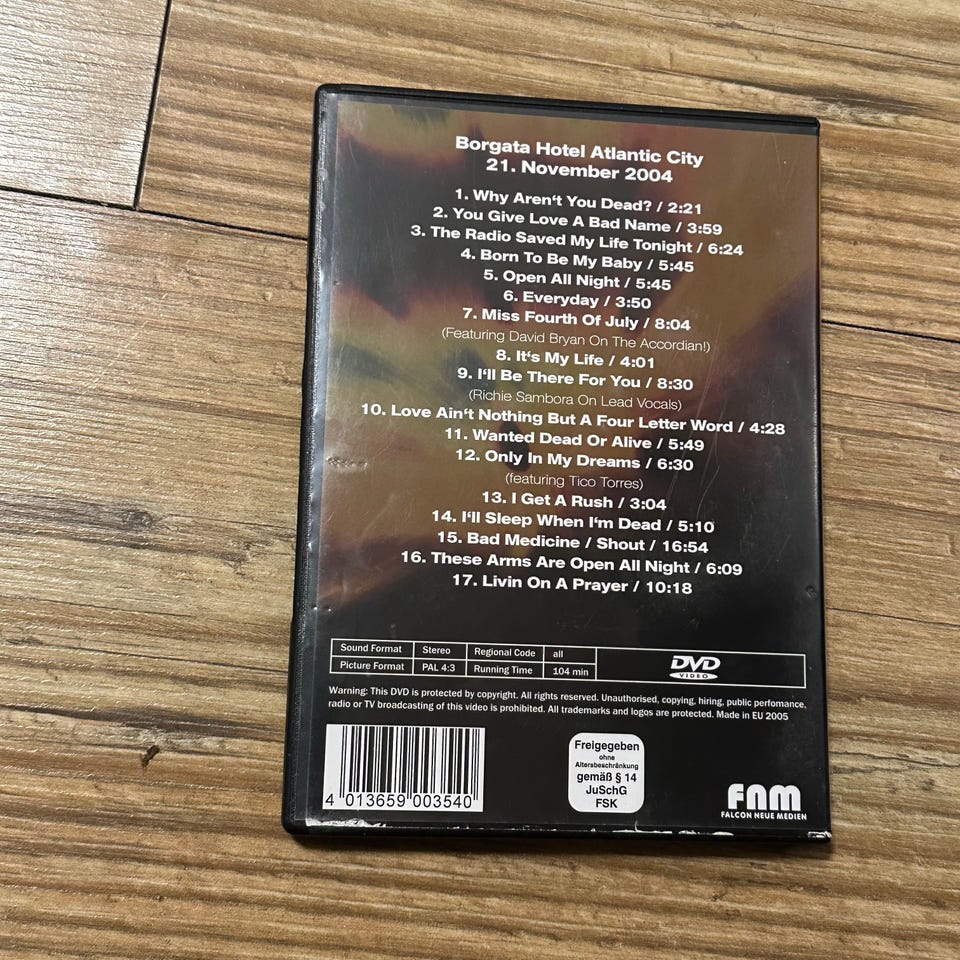 Borgata Hotel Atlantic City
21. November 2004
1. Why Aren't You Dead? / 2:21
2. You Give Love A Bad Name / 3:59
3. The Radio Saved My Life Tonight / 6:24
4. Born To Be My Baby / 5:45
5. Open All Night / 5:45
6. Everyday / 3:50
7. Miss Fourth Of July / 8:04
(Featuring David Bryan On The Accordian!)
8. It's My Life / 4:01
9. I'll Be There For You / 8:30
(Richie Sambora On Lead Vocals)
10. Love Ain't Nothing But A Four Letter Word / 4:28
11. Wanted Dead Or Alive / 5:49
12. Only In My Dreams / 6:30
(featuring Tico Torres)
13. I Get A Rush / 3:04
14. I'll Sleep When I'm Dead / 5:10
15. Bad Medicine / Shout / 16:54
16. These Arms Are Open All Night / 6:09
17. Livin On A Prayer / 10:18
Sound Format Stereo Regional Code all
Picture Format PAL 4:3 Running Time 104 min
DVD
VIDEO
Warning: This DVD is protected by copyright. All rights reserved. Unauthorised, copying, hiring, public perfomance,
radio or TV broadcasting of this video is prohibited. All trademarks and logos are protected. Made in EU 2005
4 013659 003540
Freigegeben
ohne
Altersbeschränkung
gemäß § 14
JuSchG
FSK
FNM
FALCON NEUE MEDIEN